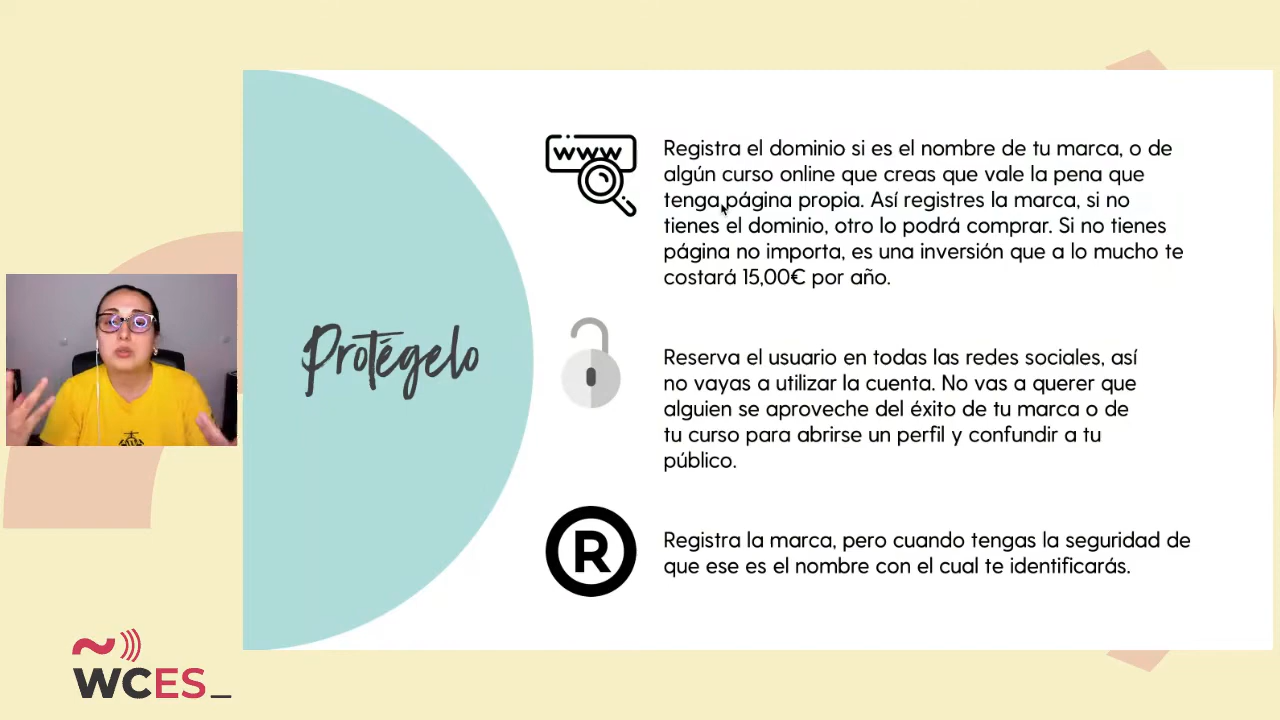 www
Registra el dominio si es el nombre de tu marca, o de
algún curso online que creas que vale la pena que
tenga página propia. Así registres la marca, si no
tienes el dominio, otro lo podrá comprar. Si no tienes
página no importa, es una inversión que a lo mucho te
costará 15,00€ por año.
Protégelo
Reserva el usuario en todas las redes sociales, así
no vayas a utilizar la cuenta. No vas a querer que
alguien se aproveche del éxito de tu marca o de
tu curso para abrirse un perfil y confundir a tu
público.
R
Registra la marca, pero cuando tengas la seguridad de
que ese es el nombre con el cual te identificarás.
WCES_